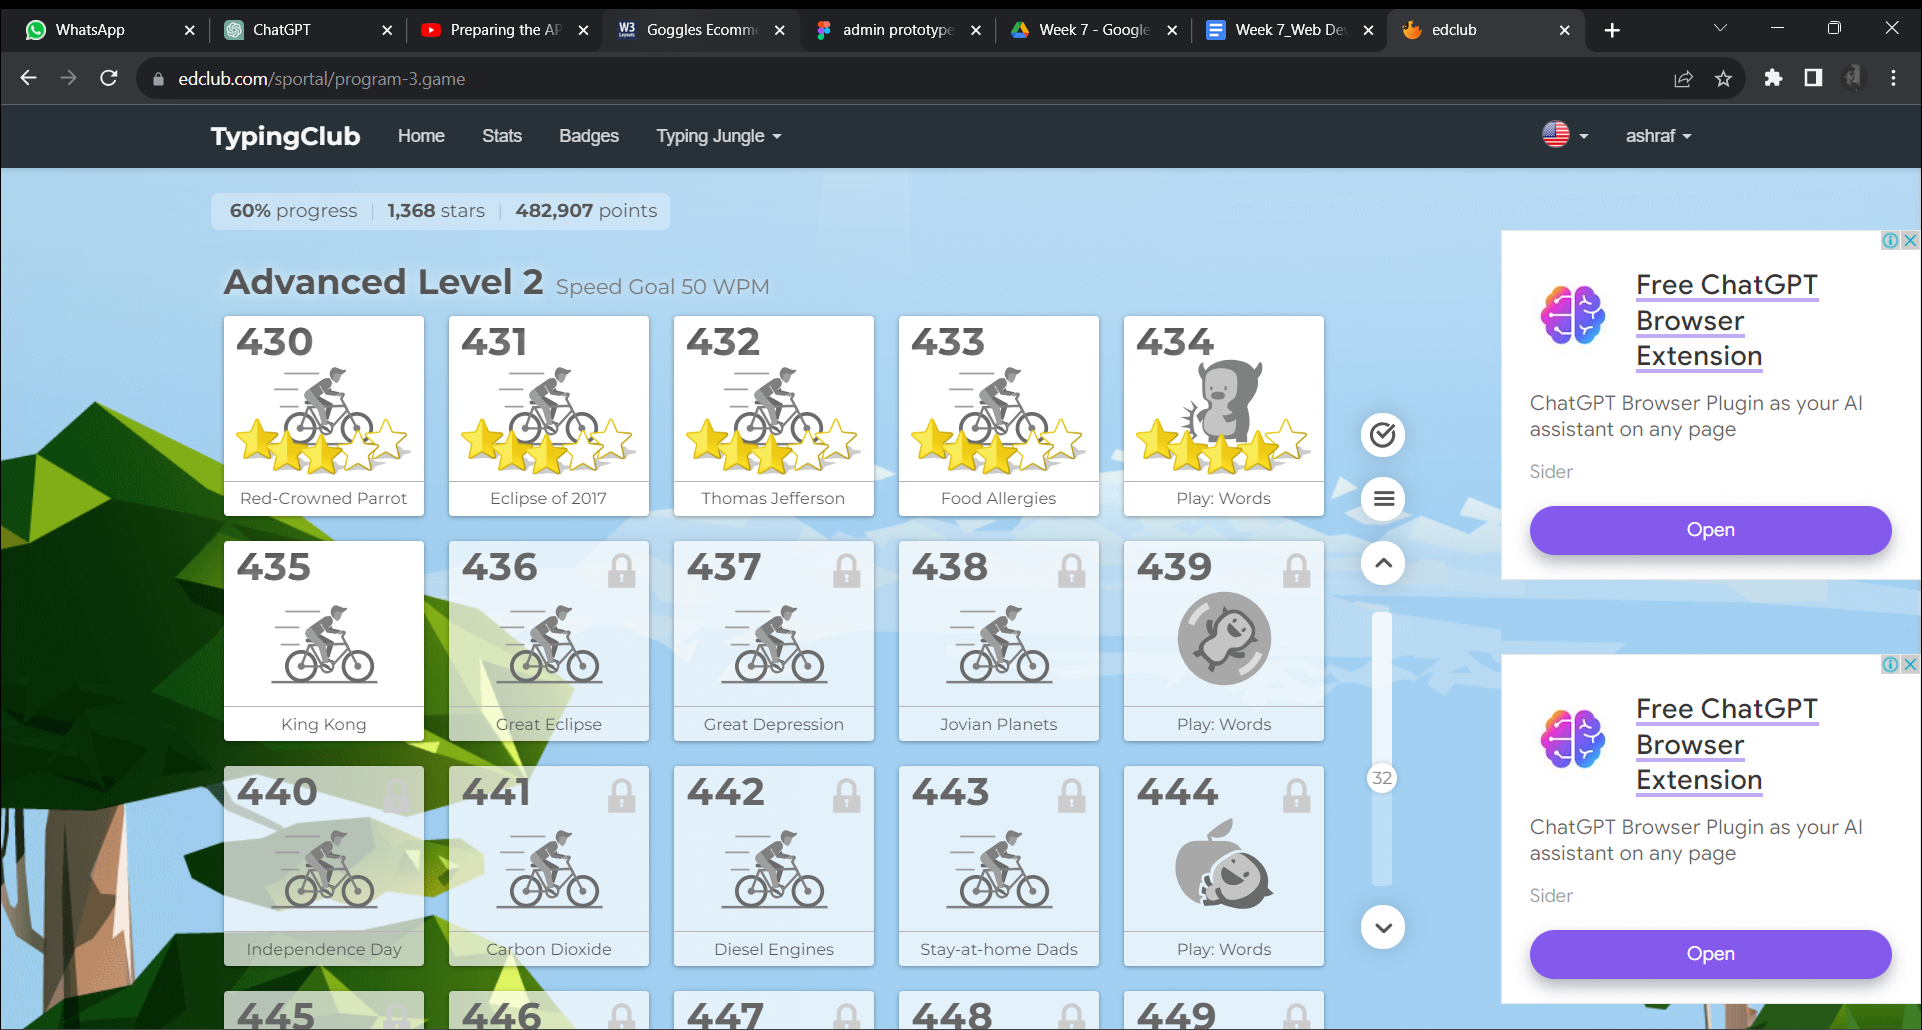 WhatsApp
ChatGPT
Preparing the AP
W3
Goggles Ecomm
admin prototype
Week 7 - Google
Week 7_Web De
edclub
edclub.com/sportal/program-3.game
TypingClub
Home
Stats
Badges
Typing Jungle
ashraf
60% progress
1,368 stars
482,907 points
Advanced Level 2 Speed Goal 50 WPM
430
431
432
433
434
Red-Crowned Parrot
Eclipse of 2017
Thomas Jefferson
Food Allergies
Play: Words
435
436
437
438
439
King Kong
Great Eclipse
Great Depression
Jovian Planets
Play: Words
440
441
442
443
444
Independence Day
Carbon Dioxide
Diesel Engines
Stay-at-home Dads
Play: Words
445
446
447
448
449
32
Free ChatGPT
Browser
Extension
ChatGPT Browser Plugin as your AI
assistant on any page
Sider
Open
Free ChatGPT
Browser
Extension
ChatGPT Browser Plugin as your AI
assistant on any page
Sider
Open